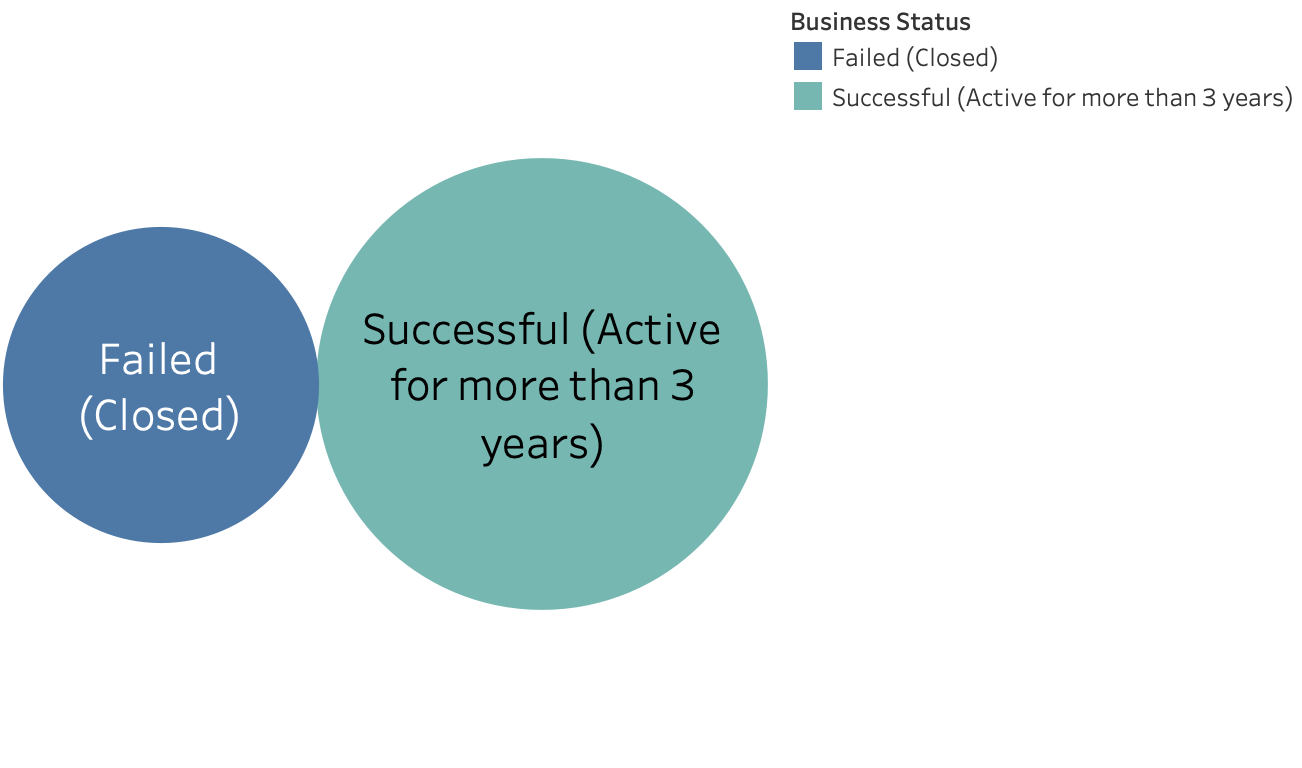 Business Status
Failed (Closed)
Successful (Active for more than 3 years)
Failed
(Closed)
Successful (Active
for more than 3
years)